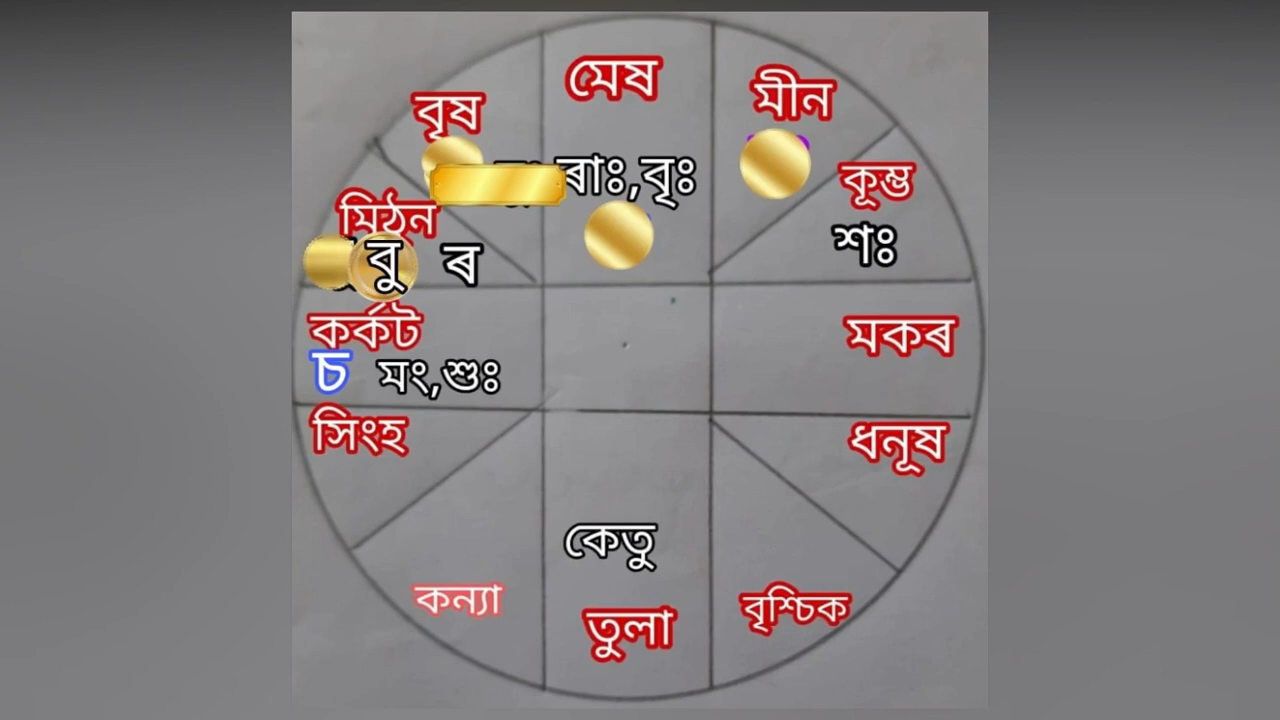 মেষ
বৃষ
মীন
ৰাঃ,বৃঃ
কূম্ভ
মিঠুন
শঃ
বু ৰ
কৰ্কট
মকৰ
চ মং,শুঃ
সিংহ
ধনূষ
কেতু
কন্যা
তুলা
বৃশ্চিক